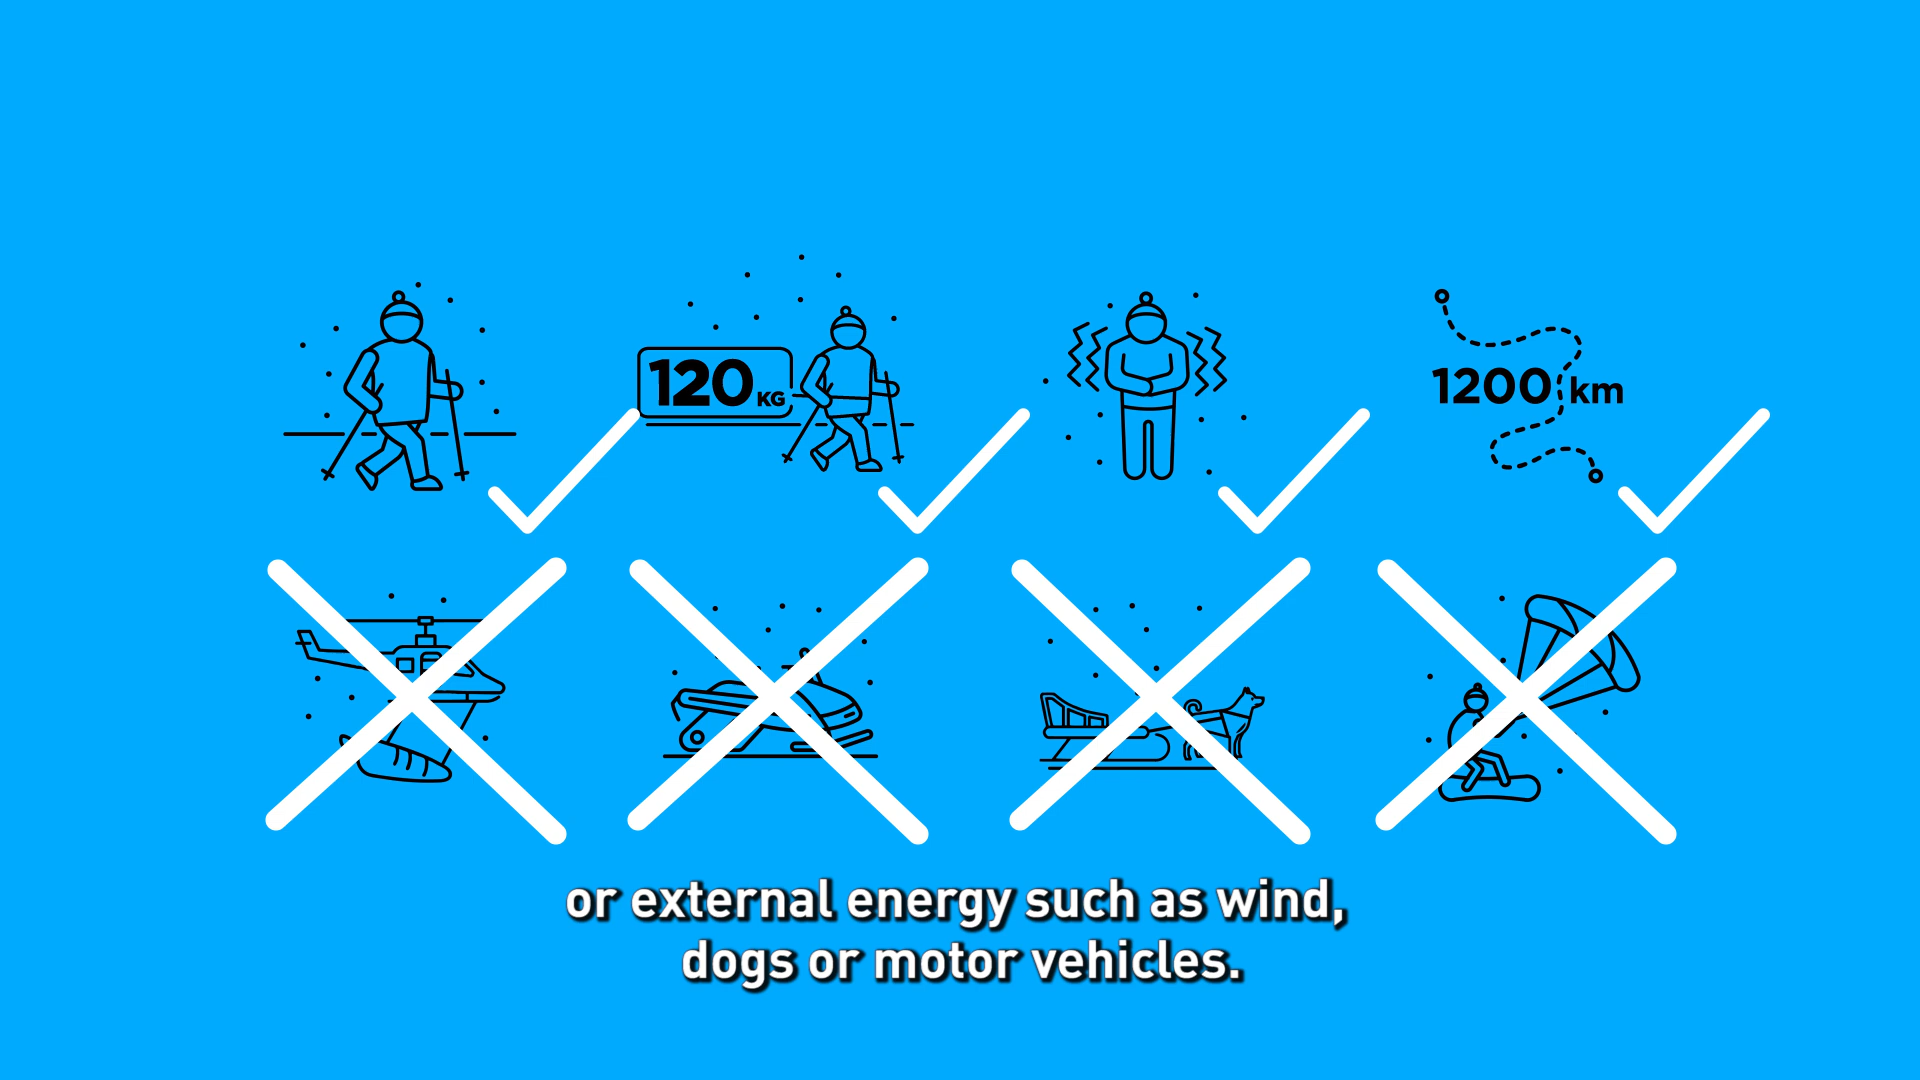 120 KG
1200 km
or external energy such as wind,
dogs or motor vehicles.